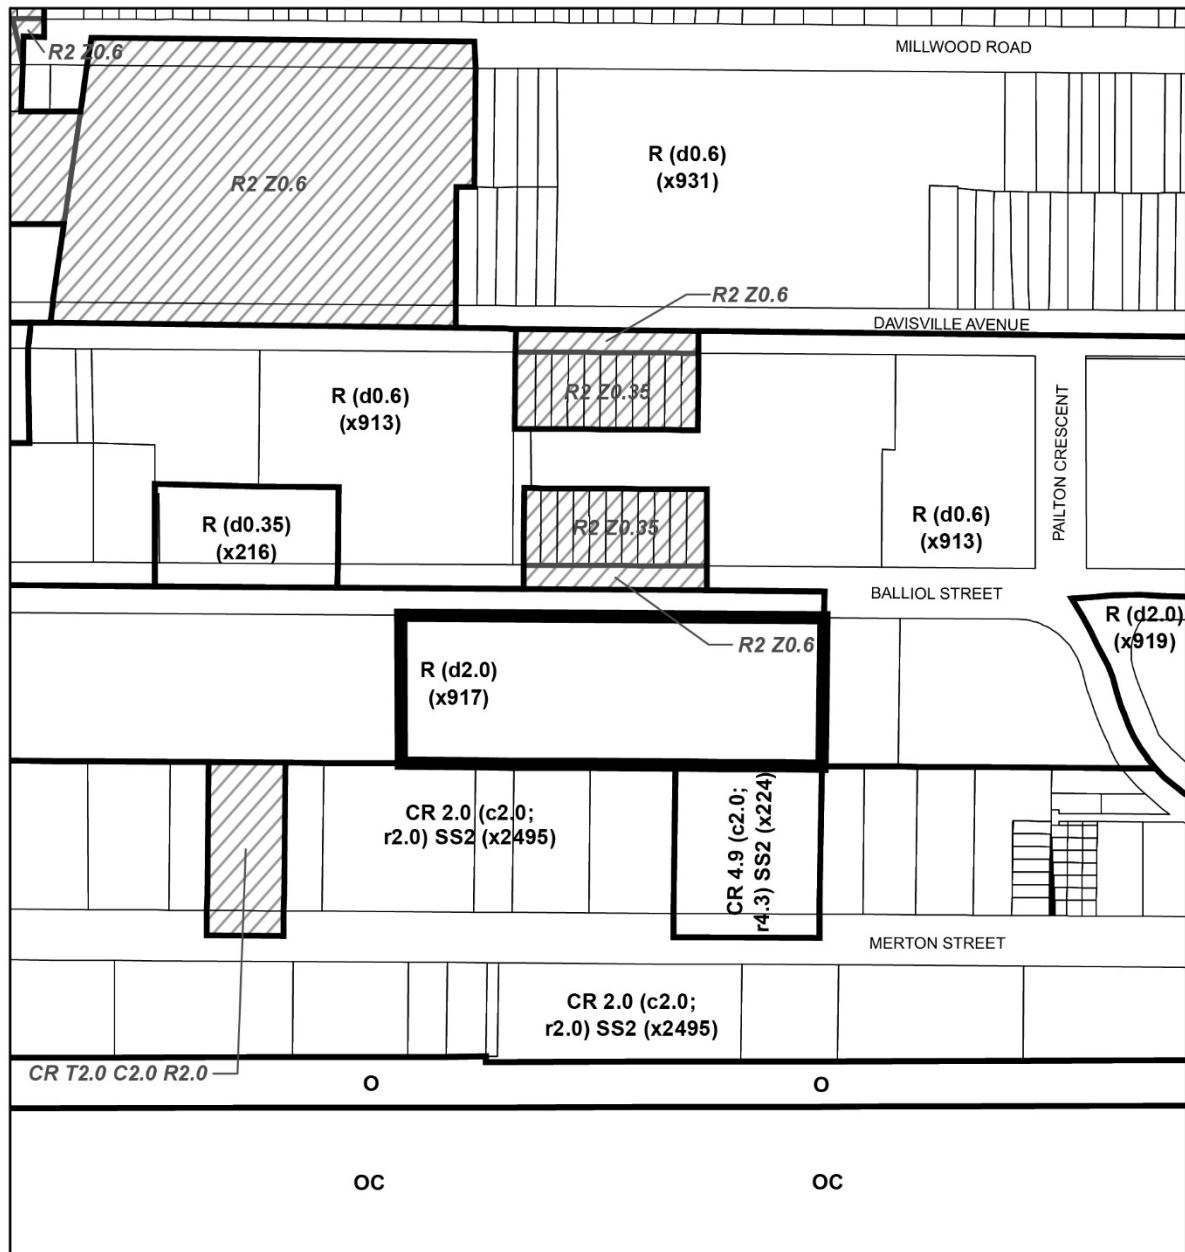 R2 Z0.6
MILLWOOD ROAD
R (d0.6)
(x931)
R2 Z0.6
R2 Z0.6
DAVISVILLE AVENUE
R (d0.6)
(x913)
R2 Z0.35
PAILTON CRESCENT
R (d0.35)
(x216)
R2 Z0.35
R (d0.6)
(x913)
BALLIOL STREET
R (d2.0)
(x919)
R2 Z0.6
R (d2.0)
(x917)
CR 2.0 (c2.0;
r2.0) SS2 (x2495)
CR 4.9 (c2.0;
r4.3) SS2 (x224)
MERTON STREET
CR 2.0 (c2.0;
r2.0) SS2 (x2495)
CR T2.0 C2.0 R2.0
O
O
OC
OC